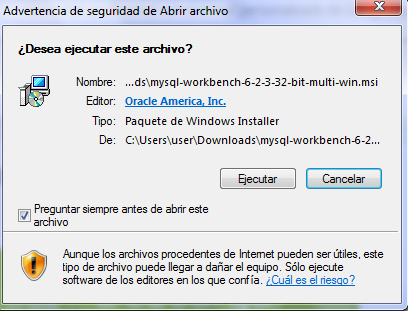 Advertencia de seguridad de Abrir archivo
¿Desea ejecutar este archivo?
Nombre: ...ds\mysql-workbench-6-2-3-32-bit-multi-win.msi
Editor: Oracle America, Inc.
Tipo: Paquete de Windows Installer
De: C:\Users\user\Downloads\mysql-workbench-6-2...
Ejecutar Cancelar
Preguntar siempre antes de abrir este
archivo
Aunque los archivos procedentes de Internet pueden ser útiles, este
tipo de archivo puede llegar a dañar el equipo. Sólo ejecute
software de los editores en los que confía. ¿Cuál es el riesgo?